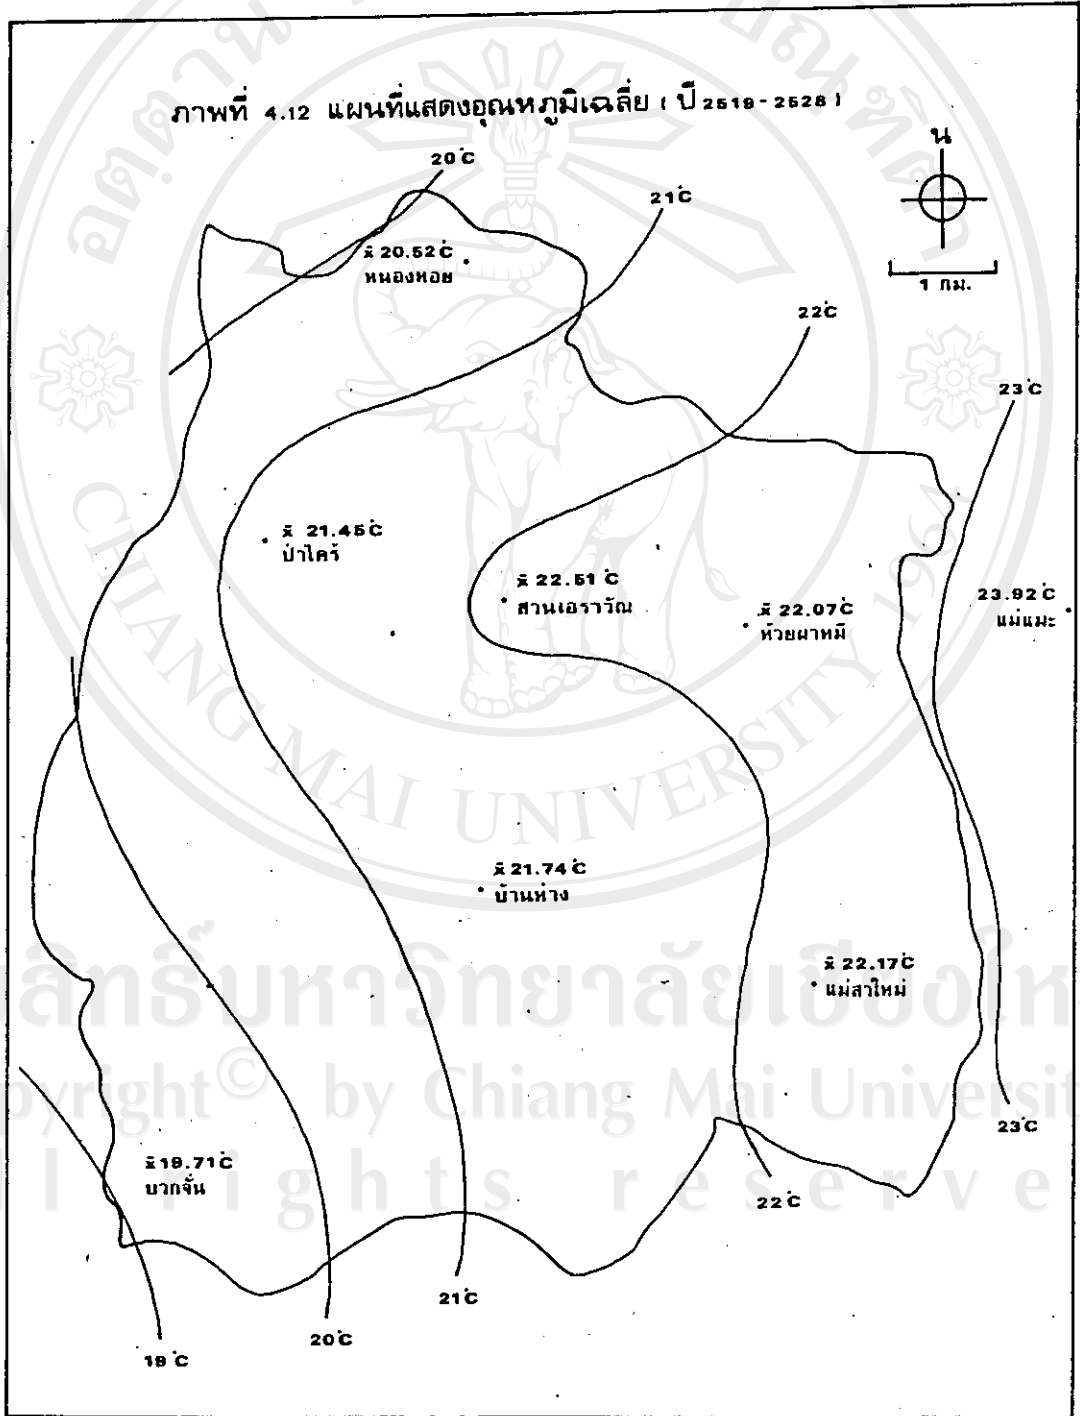 ภาพที่ 4.12 แผนที่แสดงอุณหภูมิเฉลี่ย ( ปี 2519-2528 )
น
20°C
21°C
x̄ 20.52°C
หนองหอย
1 กม.
22°C
23°C
x̄ 21.45°C
ป่าไคร้
x̄ 22.51°C
สวนเอราวัณ
x̄ 22.07°C
ห้วยผาหมี
23.92°C
แม่แมะ
CHIANG MAI UNIVERSITY 1964
x̄ 21.74°C
บ้านห่าง
x̄ 22.17°C
แม่สาใหม่
สิทธิ์มหาวิทยาลัยเชียงให
pyright© by Chiang Mai Universit
l rights reserve
x̄ 19.71°C
บวกจั่น
23°C
22°C
21°C
20°C
19°C